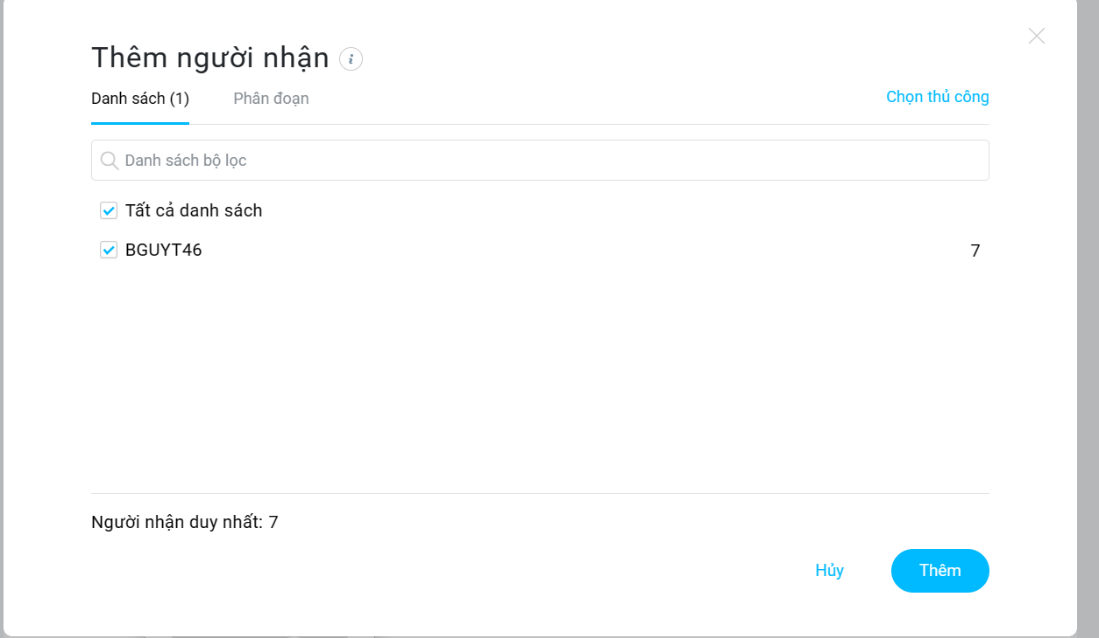 Thêm người nhận i
Danh sách (1) Phân đoạn Chọn thủ công
Danh sách bộ lọc
Tất cả danh sách
BGUYT46 7
Người nhận duy nhất: 7
Hủy Thêm